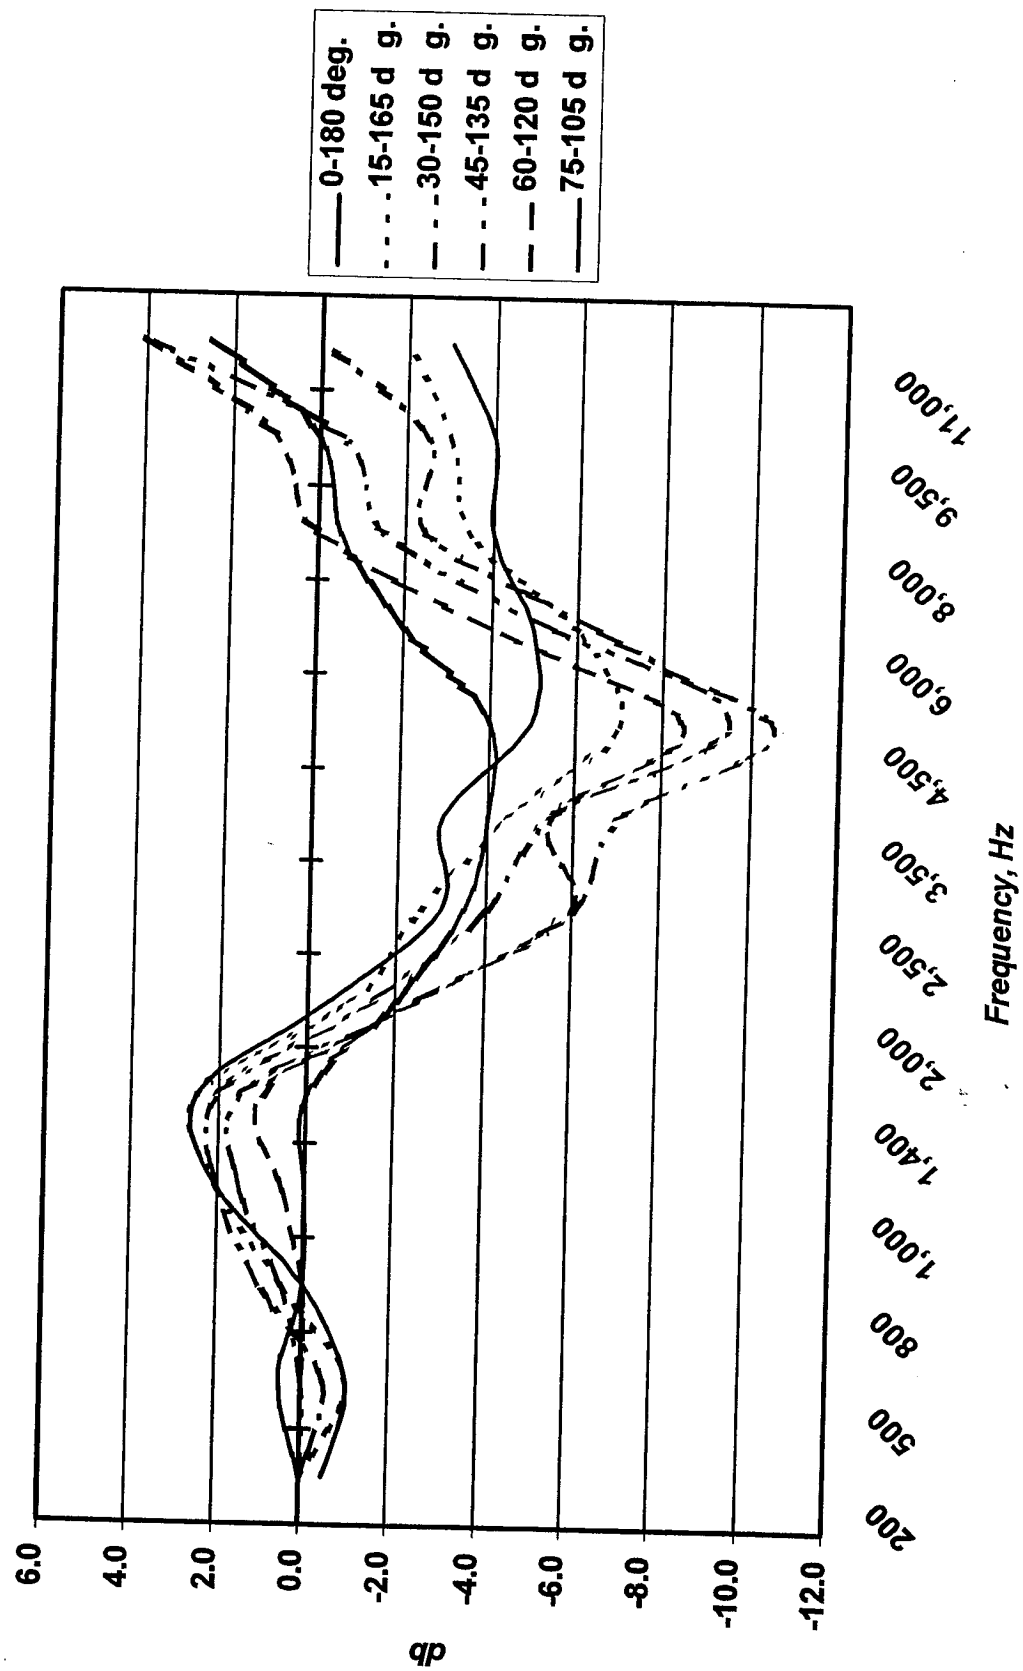 6.0
4.0
2.0
0.0
-2.0
-4.0
-6.0
-8.0
-10.0
-12.0
db
200
500
800
1,000
1,400
2,000
2,500
3,500
4,500
6,000
8,000
9,500
11,000
Frequency, Hz
0-180 deg.
15-165 d g.
30-150 d g.
45-135 d g.
60-120 d g.
75-105 d g.